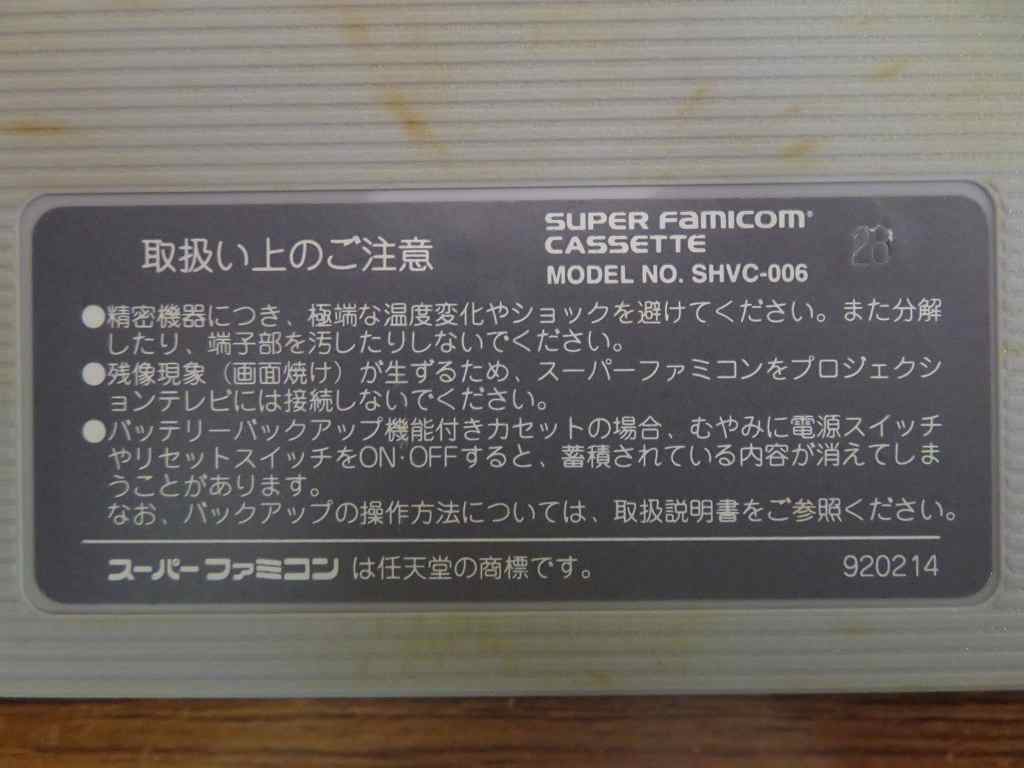 取扱い上のご注意
SUPER FAMICOM®
CASSETTE
MODEL NO. SHVC-006
28
●精密機器につき、極端な温度変化やショックを避けてください。また分解
したり、端子部を汚したりしないでください。
●残像現象（画面焼け）が生ずるため、スーパーファミコンをプロジェクシ
ョンテレビには接続しないでください。
●バッテリーバックアップ機能付きカセットの場合、むやみに電源スイッチ
やリセットスイッチをON·OFFすると、蓄積されている内容が消えてしま
うことがあります。
なお、バックアップの操作方法については、取扱説明書をご参照ください。
スーパーファミコン は任天堂の商標です。
920214